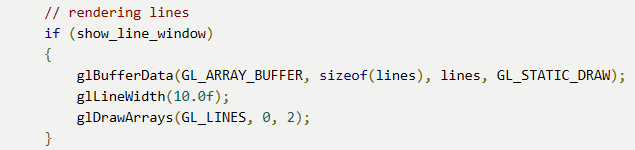 // rendering lines
if (show_line_window)
{
glBufferData(GL_ARRAY_BUFFER, sizeof(lines), lines, GL_STATIC_DRAW);
glLineWidth(10.0f);
glDrawArrays(GL_LINES, 0, 2);
}